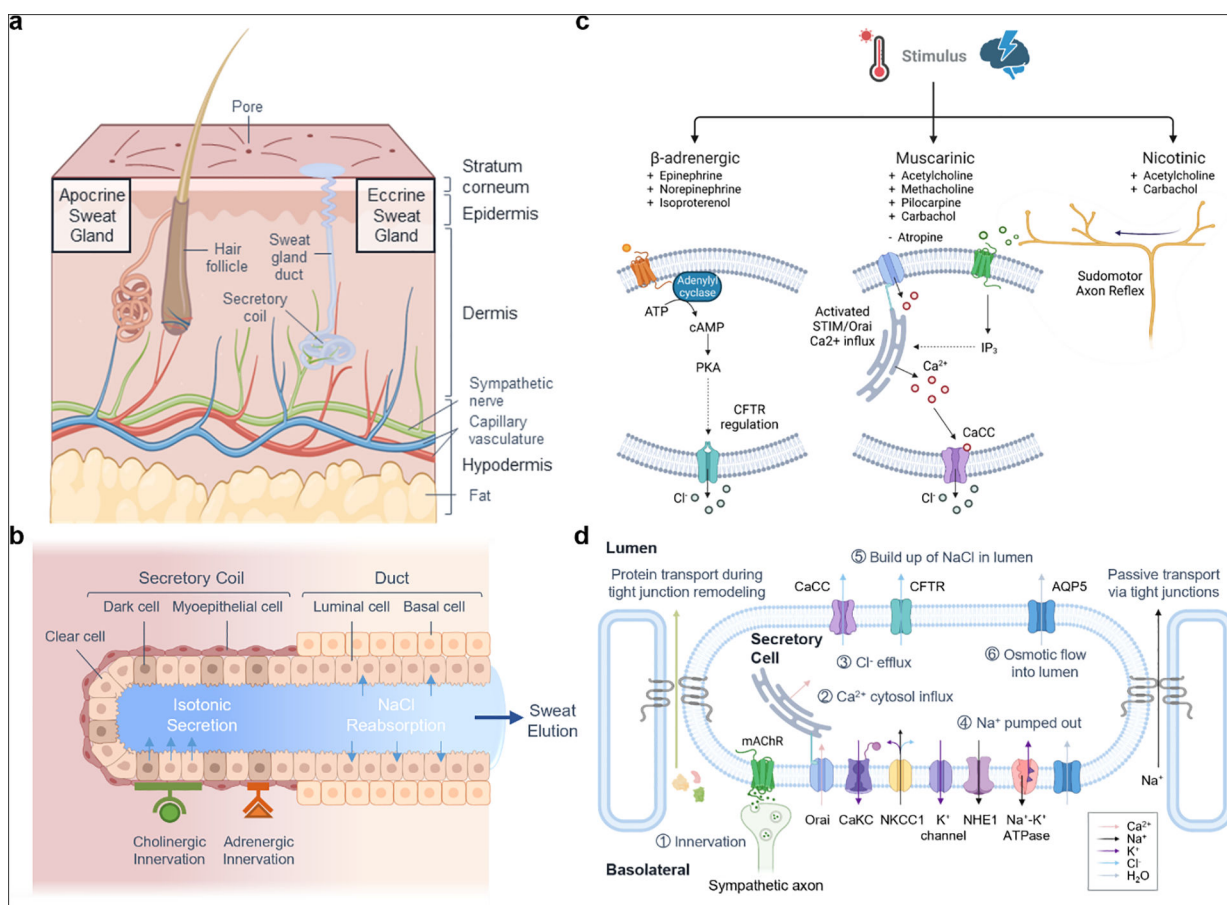 a
Pore
Apocrine
Sweat
Gland
Eccrine
Sweat
Gland
Hair
follicle
Sweat
gland
duct
Secretory
coil
Stratum
corneum
Epidermis
Dermis
Sympathetic
nerve
Capillary
vasculature
Hypodermis
Fat
b
Secretory Coil
Duct
Dark cell
Myoepithelial cell
Luminal cell
Basal cell
Clear cell
Isotonic
Secretion
NaCl
Reabsorption
Sweat
Elution
Cholinergic
Innervation
Adrenergic
Innervation
c
Stimulus
β-adrenergic
+ Epinephrine
+ Norepinephrine
+ Isoproterenol
Muscarinic
+ Acetylcholine
+ Methacholine
+ Pilocarpine
+ Carbachol
- Atropine
Nicotinic
+ Acetylcholine
+ Carbachol
Adenylyl
cyclase
ATP
cAMP
PKA
CFTR
regulation
Cl⁻
Activated
STIM/Orai
Ca2+ influx
IP₃
Ca²⁺
CaCC
Cl⁻
Sudomotor
Axon Reflex
d
Lumen
Protein transport during
tight junction remodeling
⑤ Build up of NaCl in lumen
CaCC
CFTR
AQP5
Passive transport
via tight junctions
Secretory
Cell
③ Cl⁻ efflux
⑥ Osmotic flow
into lumen
② Ca²⁺ cytosol influx
④ Na⁺ pumped out
mAChR
Na⁺
Orai
CaKC
NKCC1
K⁺
channel
NHE1
Na⁺-K⁺
ATPase
① Innervation
Basolateral
Sympathetic axon
Ca²⁺
Na⁺
K⁺
Cl⁻
H₂O